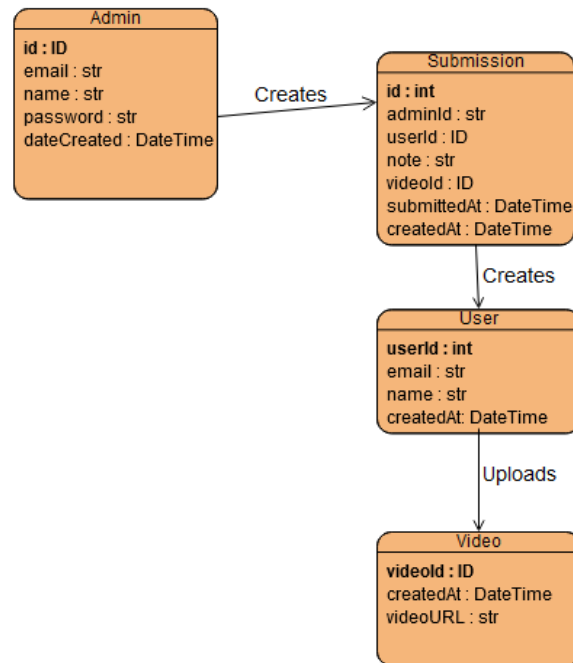 Admin
id : ID
email : str
name : str
password : str
dateCreated : DateTime
Creates
Submission
id : int
adminId : str
userId : ID
note : str
videoId : ID
submittedAt : DateTime
createdAt : DateTime
Creates
User
userId : int
email : str
name : str
createdAt: DateTime
Uploads
Video
videoId : ID
createdAt : DateTime
videoURL : str